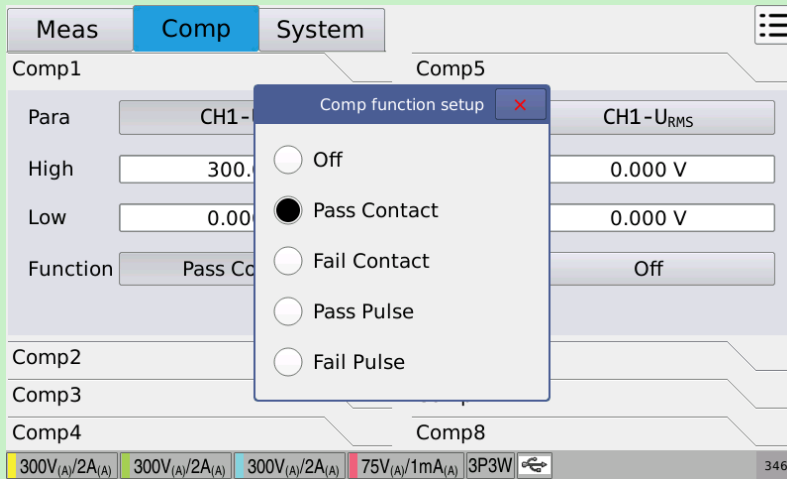 Meas Comp System
Comp1 Comp5
Comp function setup
Para CH1- CH1-URMS
High 300. 0.000 V
Low 0.00 0.000 V
Function Pass Co Off
Off
Pass Contact
Fail Contact
Pass Pulse
Fail Pulse
Comp2
Comp3
Comp4 Comp8
300V(A)/2A(A) 300V(A)/2A(A) 300V(A)/2A(A) 75V(A)/1mA(A) 3P3W 346